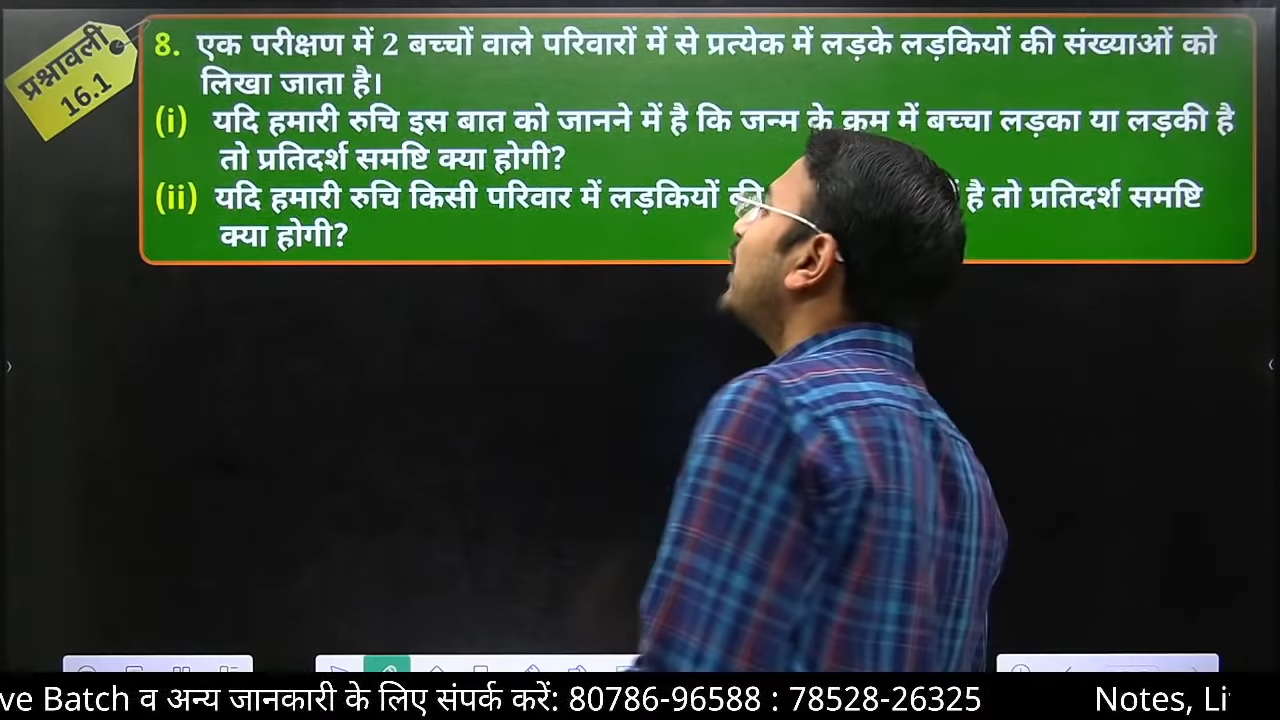 प्रश्नावली
16.1
8. एक परीक्षण में 2 बच्चों वाले परिवारों में से प्रत्येक में लड़के लड़कियों की संख्याओं को
लिखा जाता है।
(i) यदि हमारी रुचि इस बात को जानने में है कि जन्म के क्रम में बच्चा लड़का या लड़की है
तो प्रतिदर्श समष्टि क्या होगी?
(ii) यदि हमारी रुचि किसी परिवार में लड़कियों की है तो प्रतिदर्श समष्टि
क्या होगी?
ve Batch व अन्य जानकारी के लिए संपर्क करें: 80786-96588 : 78528-26325 Notes, Li